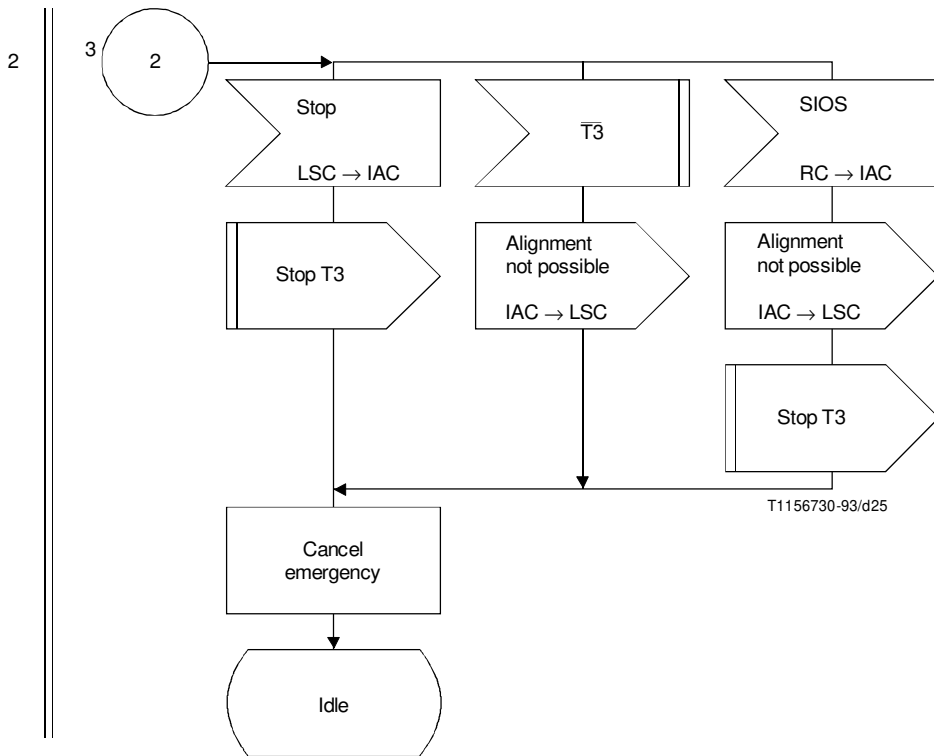 2
3
2
Stop
LSC → IAC
T̅3̅
SIOS
RC → IAC
Stop T3
Alignment
not possible
IAC → LSC
Alignment
not possible
IAC → LSC
Stop T3
T1156730-93/d25
Cancel
emergency
Idle